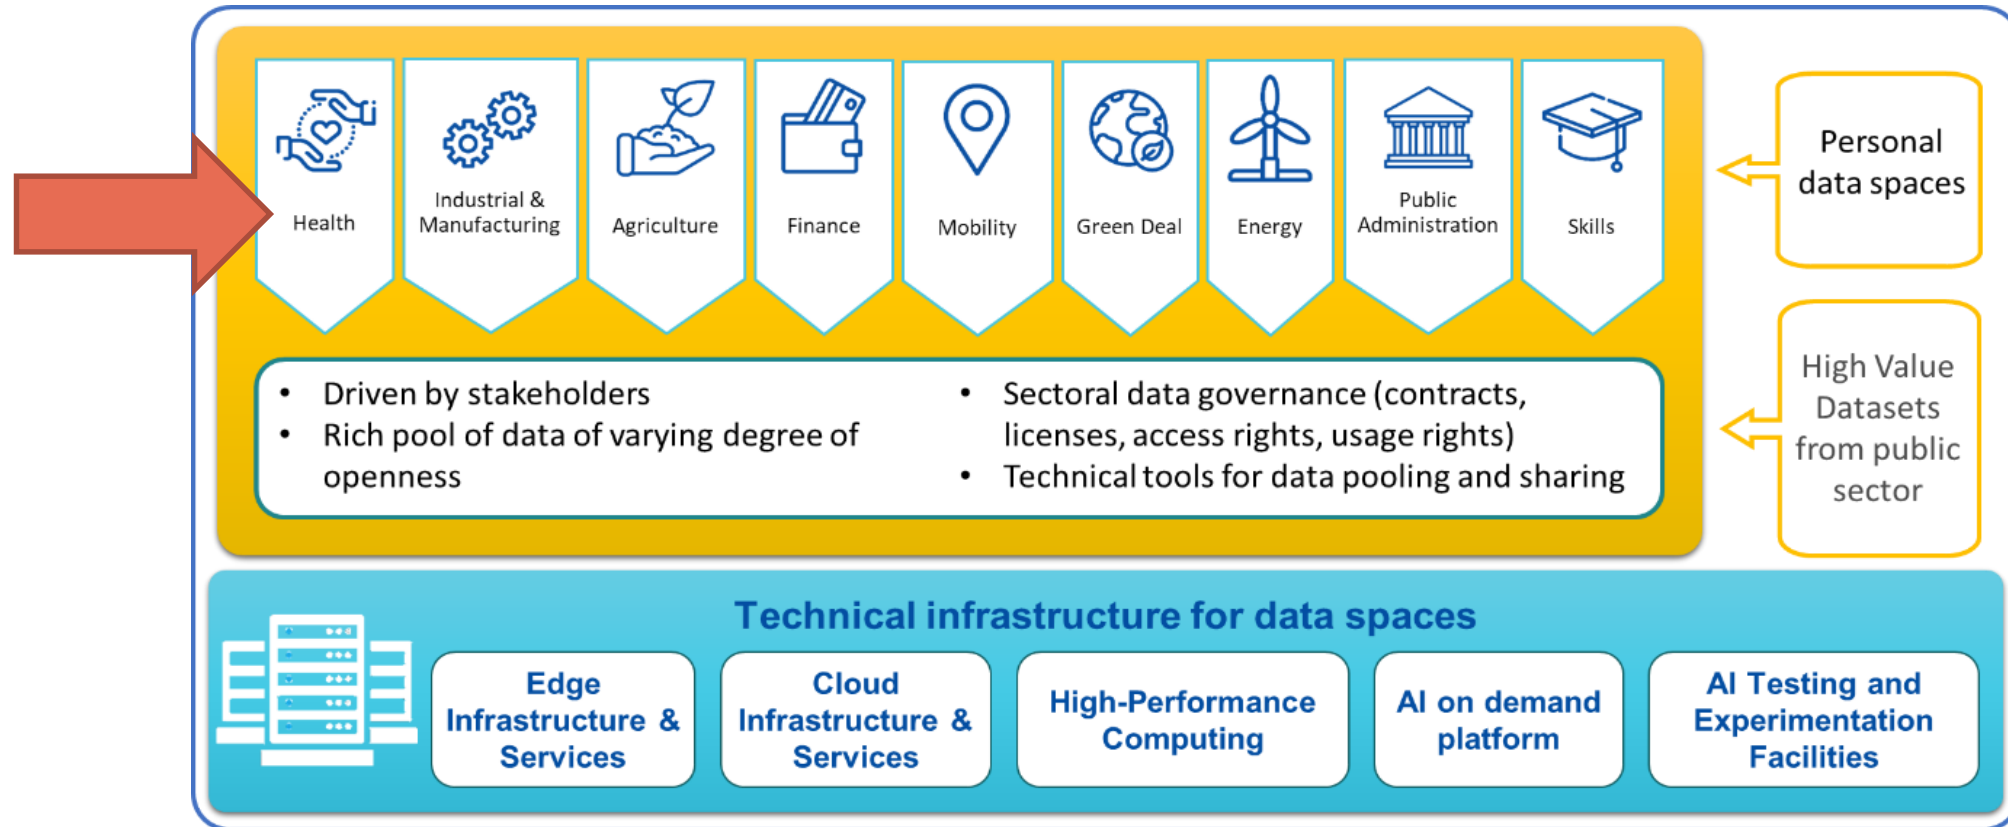 Health
Industrial &
Manufacturing
Agriculture
Finance
Mobility
Green Deal
Energy
Public
Administration
Skills
Personal
data spaces
• Driven by stakeholders
• Rich pool of data of varying degree of
openness
• Sectoral data governance (contracts,
licenses, access rights, usage rights)
• Technical tools for data pooling and sharing
High Value
Datasets
from public
sector
Technical infrastructure for data spaces
Edge
Infrastructure &
Services
Cloud
Infrastructure &
Services
High-Performance
Computing
AI on demand
platform
AI Testing and
Experimentation
Facilities